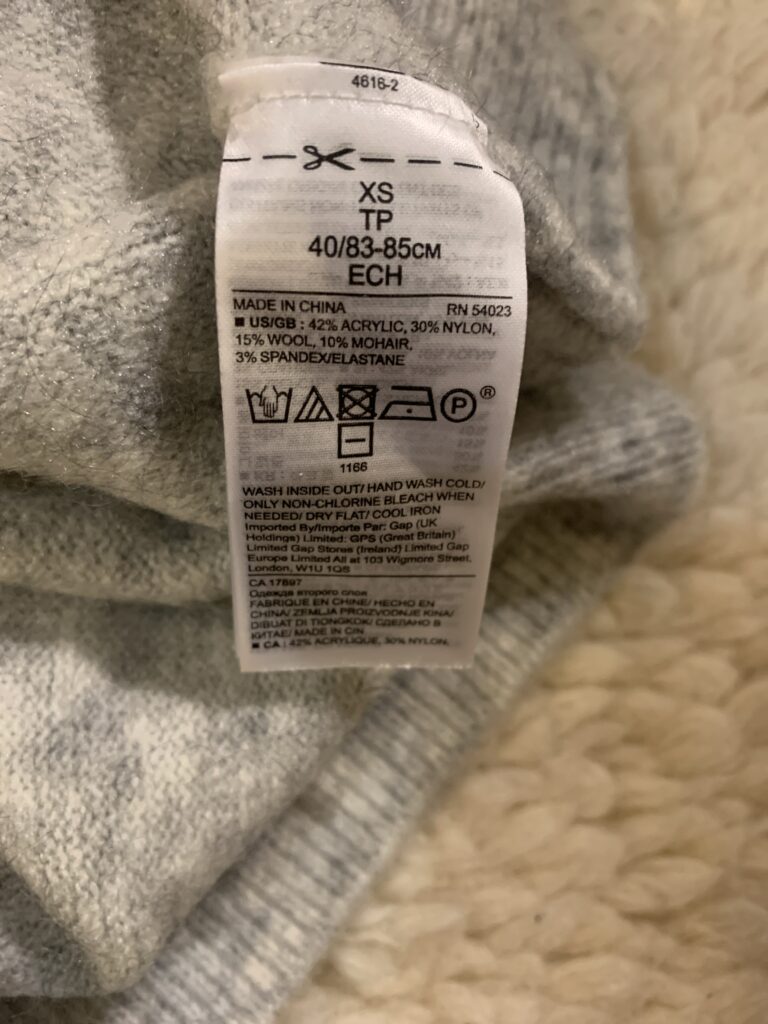 4616-2
XS
TP
40/83-85CM
ECH
MADE IN CHINA RN 54023
■ US/GB : 42% ACRYLIC, 30% NYLON,
15% WOOL, 10% MOHAIR,
3% SPANDEX/ELASTANE
P ®
1166
WASH INSIDE OUT/ HAND WASH COLD/
ONLY NON-CHLORINE BLEACH WHEN
NEEDED/ DRY FLAT/ COOL IRON
Imported By/Importe Par: Gap (UK
Holdings) Limited: GPS (Great Britain)
Limited Gap Stores (Ireland) Limited Gap
Europe Limited All at 103 Wigmore Street,
London, W1U 1QS
CA 17897
Одежда второго слоя
FABRIQUE EN CHINE/ HECHO EN
CHINA/ ZEMLJA PROIZVODNJE KINA/
DIBUAT DI TIONGKOK/ СДЕЛАНО В
КИТАЕ/ MADE IN CIN
■ CA : 42% ACRYLIQUE, 30% NYLON,